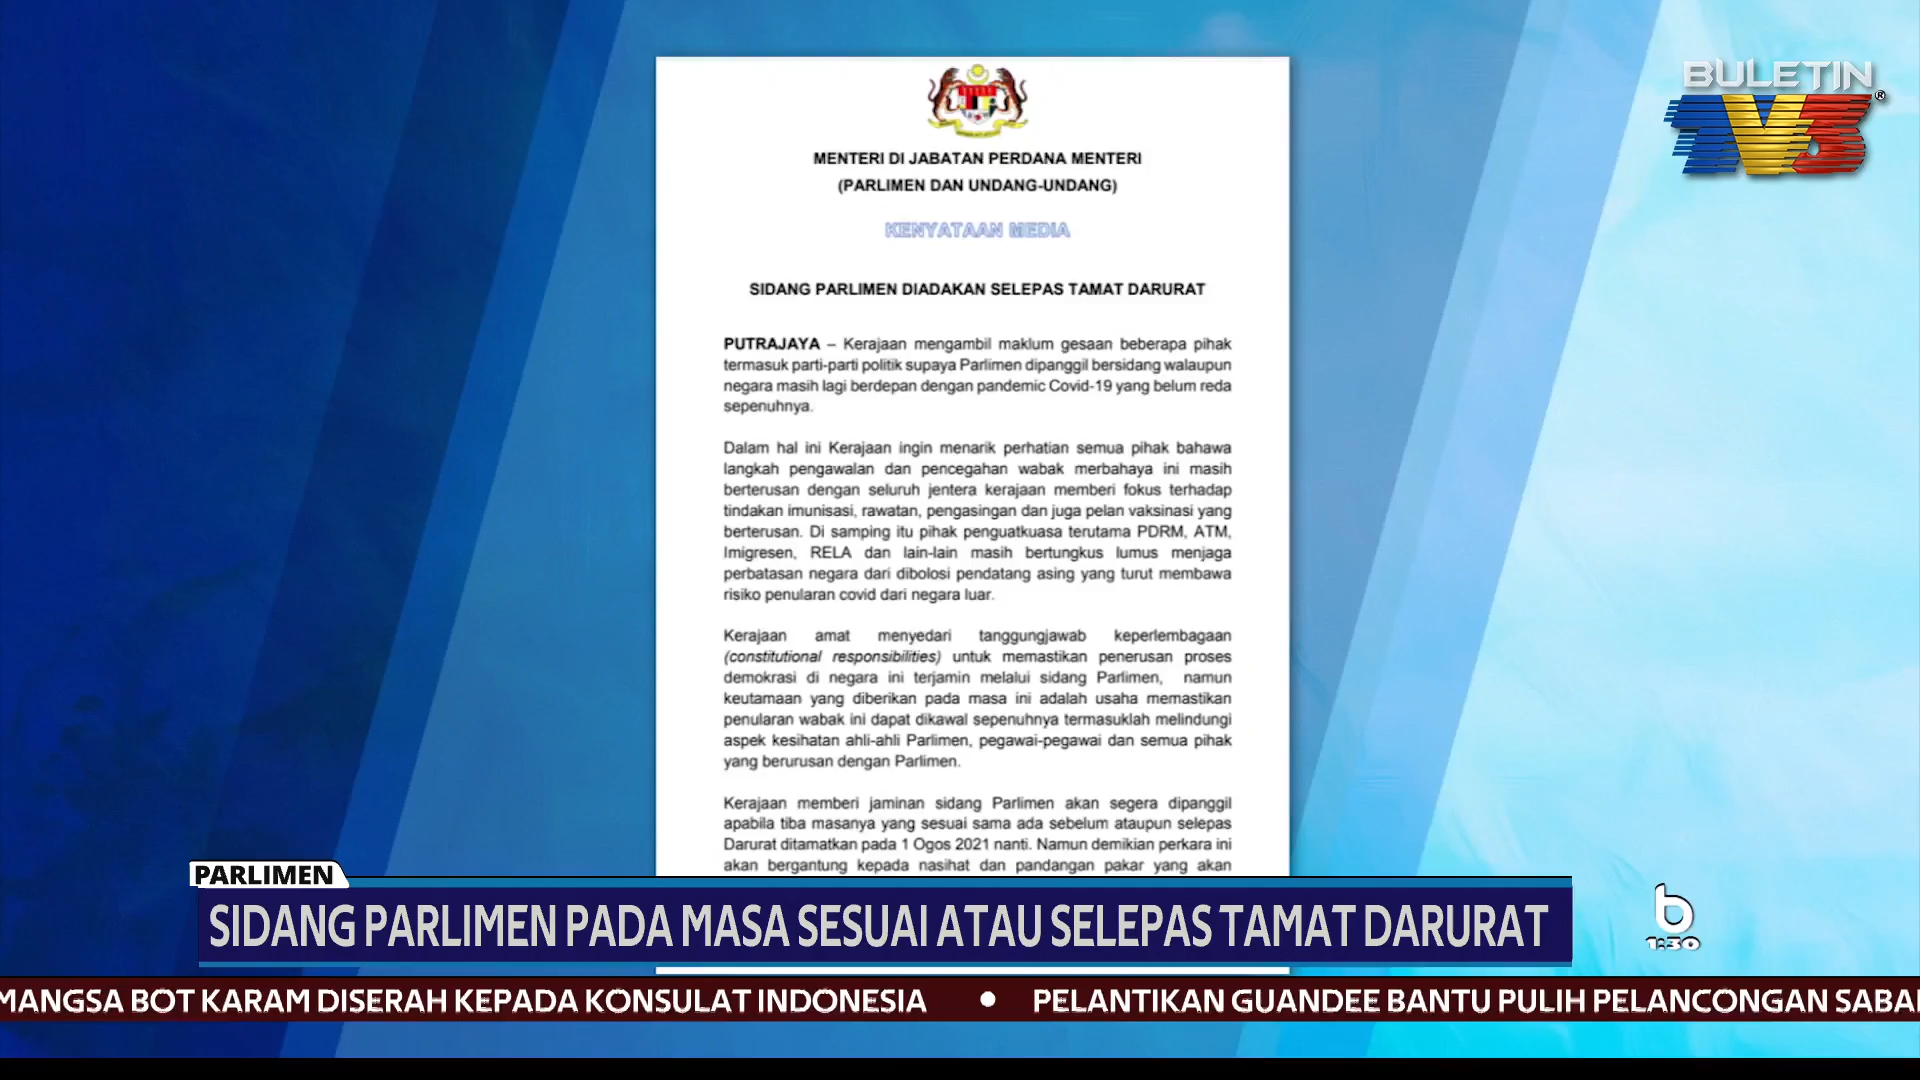 BULETIN
TV3®
MENTERI DI JABATAN PERDANA MENTERI
(PARLIMEN DAN UNDANG-UNDANG)
KENYATAAN MEDIA
SIDANG PARLIMEN DIADAKAN SELEPAS TAMAT DARURAT
PUTRAJAYA – Kerajaan mengambil maklum gesaan beberapa pihak
termasuk parti-parti politik supaya Parlimen dipanggil bersidang walaupun
negara masih lagi berdepan dengan pandemic Covid-19 yang belum reda
sepenuhnya.
Dalam hal ini Kerajaan ingin menarik perhatian semua pihak bahawa
langkah pengawalan dan pencegahan wabak merbahaya ini masih
berterusan dengan seluruh jentera kerajaan memberi fokus terhadap
tindakan imunisasi, rawatan, pengasingan dan juga pelan vaksinasi yang
berterusan. Di samping itu pihak penguatkuasa terutama PDRM, ATM,
Imigresen, RELA dan lain-lain masih bertungkus lumus menjaga
perbatasan negara dari dibolosi pendatang asing yang turut membawa
risiko penularan covid dari negara luar.
Kerajaan amat menyedari tanggungjawab keperlembagaan
(constitutional responsibilities) untuk memastikan penerusan proses
demokrasi di negara ini terjamin melalui sidang Parlimen, namun
keutamaan yang diberikan pada masa ini adalah usaha memastikan
penularan wabak ini dapat dikawal sepenuhnya termasuklah melindungi
aspek kesihatan ahli-ahli Parlimen, pegawai-pegawai dan semua pihak
yang berurusan dengan Parlimen.
Kerajaan memberi jaminan sidang Parlimen akan segera dipanggil
apabila tiba masanya yang sesuai sama ada sebelum ataupun selepas
Darurat ditamatkan pada 1 Ogos 2021 nanti. Namun demikian perkara ini
akan bergantung kepada nasihat dan pandangan pakar yang akan
PARLIMEN
SIDANG PARLIMEN PADA MASA SESUAI ATAU SELEPAS TAMAT DARURAT
b
1:30
MANGSA BOT KARAM DISERAH KEPADA KONSULAT INDONESIA ● PELANTIKAN GUANDEE BANTU PULIH PELANCONGAN SABA